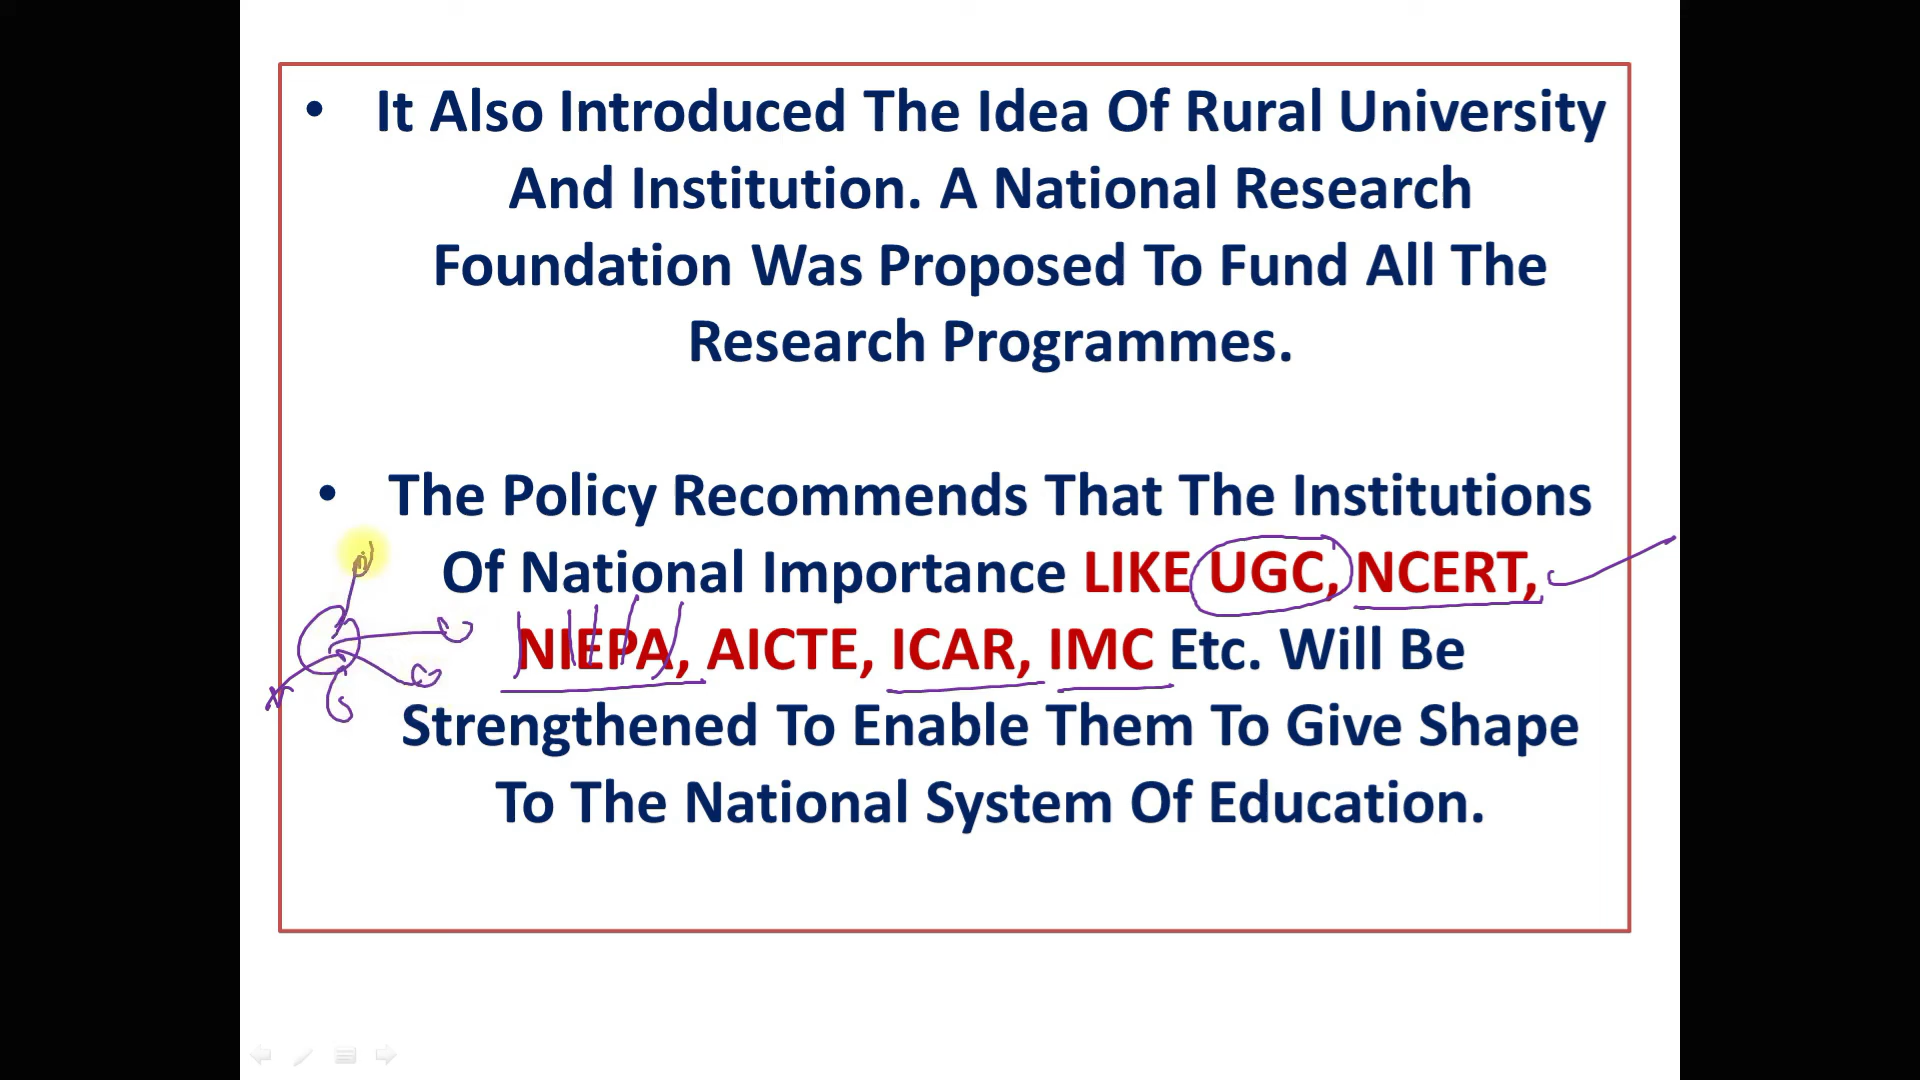 • It Also Introduced The Idea Of Rural University
And Institution. A National Research
Foundation Was Proposed To Fund All The
Research Programmes.
• The Policy Recommends That The Institutions
Of National Importance LIKE UGC, NCERT,
NIEPA, AICTE, ICAR, IMC Etc. Will Be
Strengthened To Enable Them To Give Shape
To The National System Of Education.